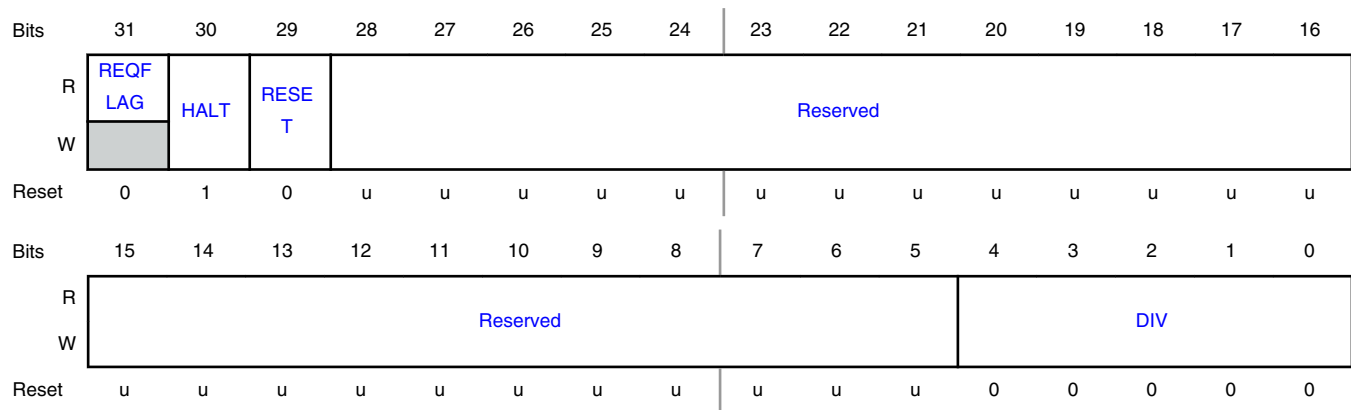 Bits 31 30 29 28 27 26 25 24 23 22 21 20 19 18 17 16
R REQF
LAG HALT RESE
T Reserved
W
Reset 0 1 0 u u u u u u u u u u u u u
Bits 15 14 13 12 11 10 9 8 7 6 5 4 3 2 1 0
R
Reserved DIV
W
Reset u u u u u u u u u u u 0 0 0 0 0